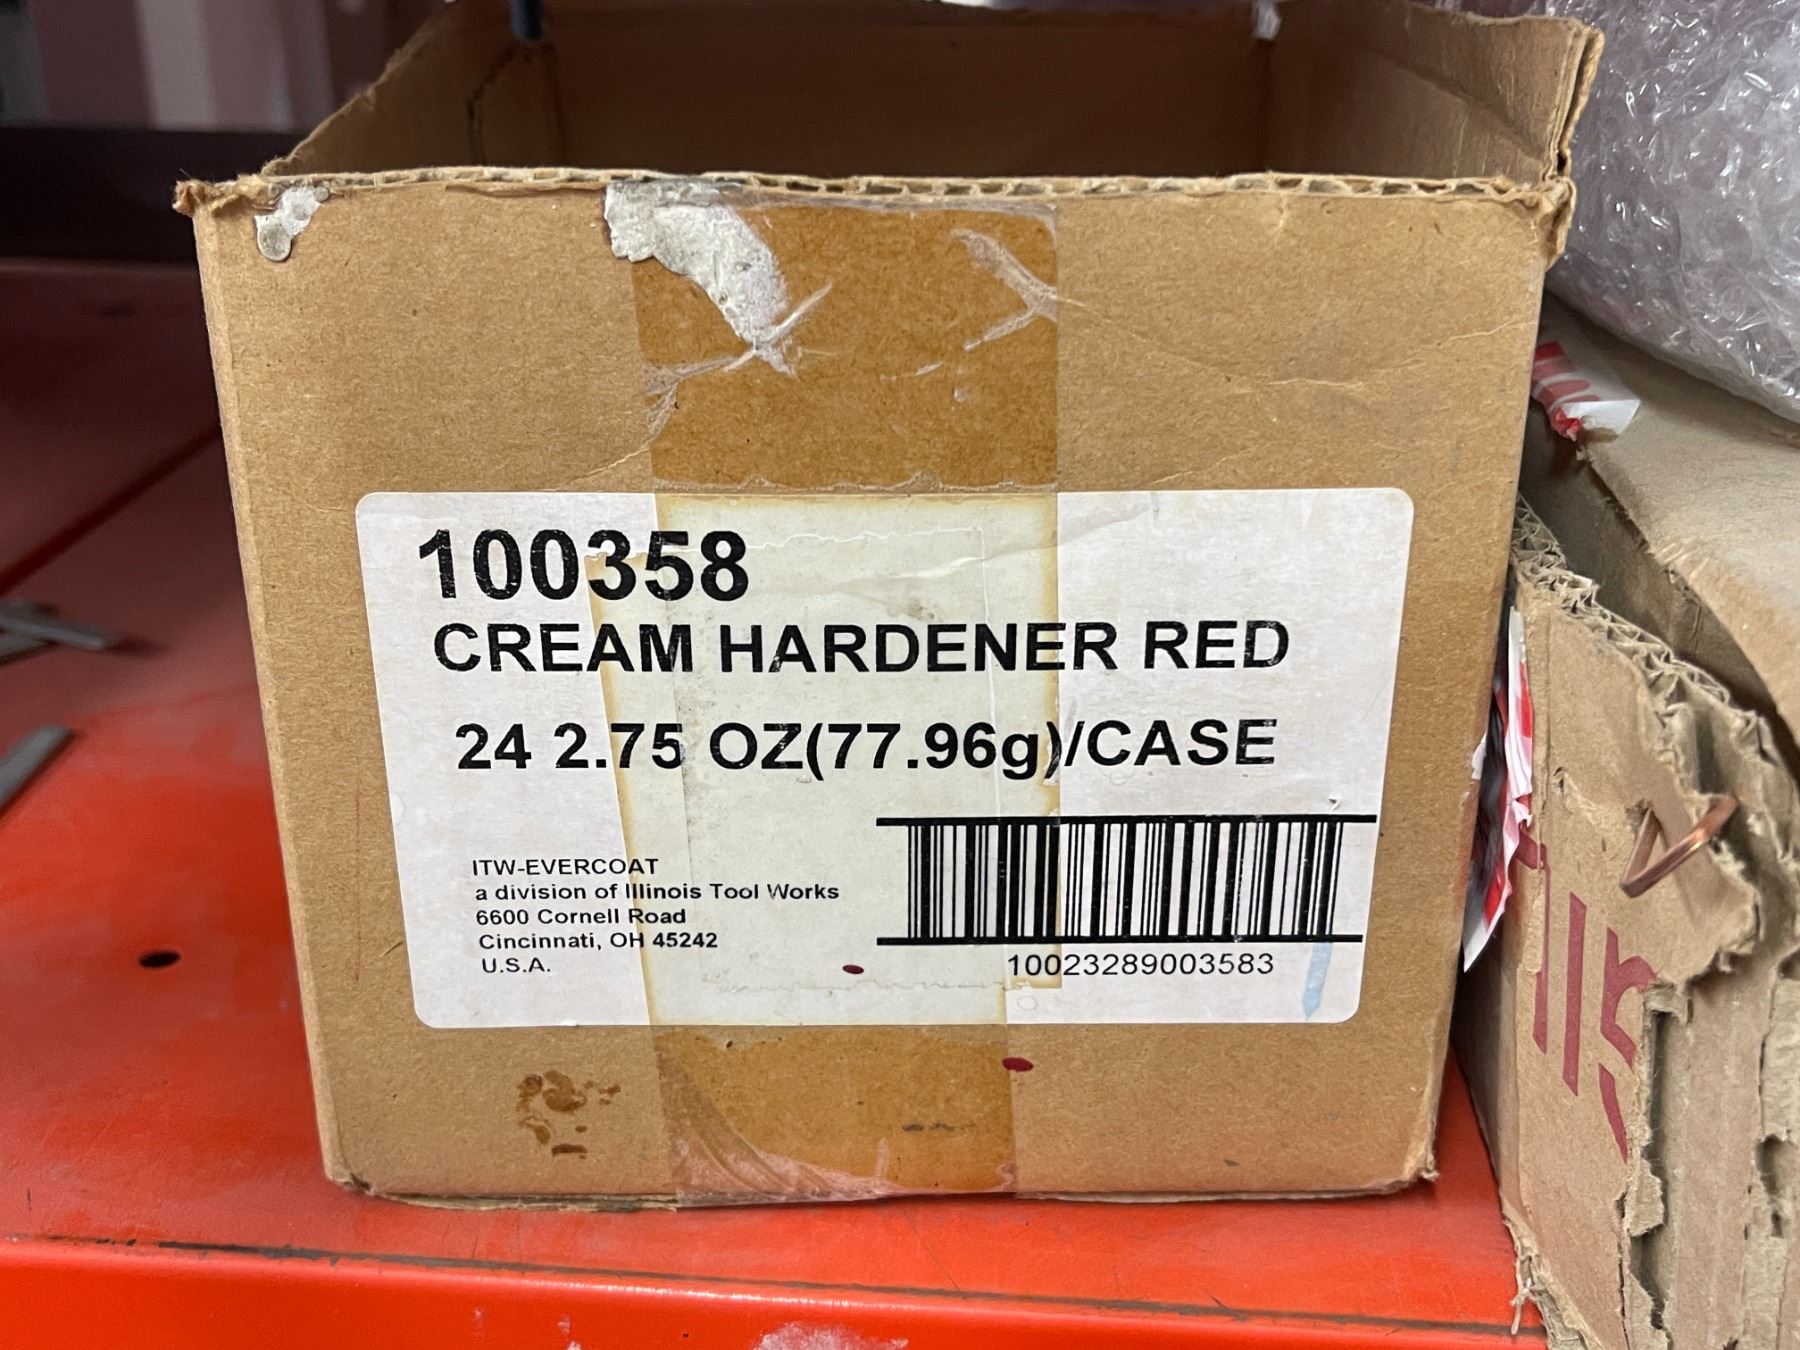 100358
CREAM HARDENER RED
24 2.75 OZ(77.96g)/CASE
ITW-EVERCOAT
a division of Illinois Tool Works
6600 Cornell Road
Cincinnati, OH 45242
U.S.A.
10023289003583